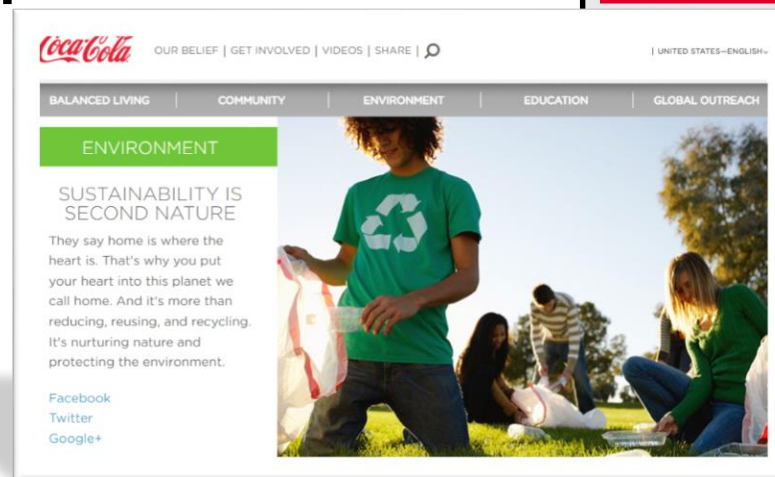 Coca-Cola OUR BELIEF | GET INVOLVED | VIDEOS | SHARE | | UNITED STATES—ENGLISH
BALANCED LIVING | COMMUNITY | ENVIRONMENT | EDUCATION | GLOBAL OUTREACH
ENVIRONMENT
SUSTAINABILITY IS
SECOND NATURE
They say home is where the
heart is. That's why you put
your heart into this planet we
call home. And it's more than
reducing, reusing, and recycling.
It's nurturing nature and
protecting the environment.
Facebook
Twitter
Google+